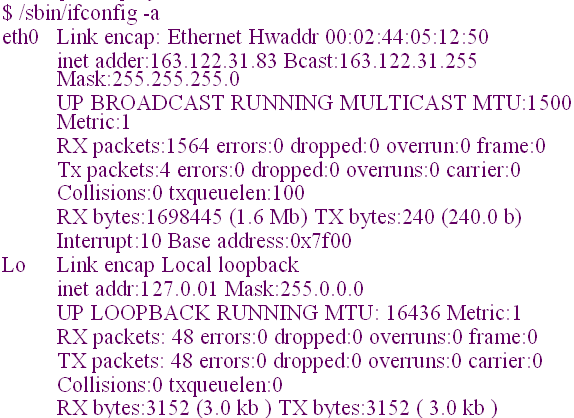 $ /sbin/ifconfig -a
eth0 Link encap: Ethernet Hwaddr 00:02:44:05:12:50
inet adder:163.122.31.83 Bcast:163.122.31.255
Mask:255.255.255.0
UP BROADCAST RUNNING MULTICAST MTU:1500
Metric:1
RX packets:1564 errors:0 dropped:0 overrun:0 frame:0
Tx packets:4 errors:0 dropped:0 overruns:0 carrier:0
Collisions:0 txqueuelen:100
RX bytes:1698445 (1.6 Mb) TX bytes:240 (240.0 b)
Interrupt:10 Base address:0x7f00
Lo Link encap Local loopback
inet addr:127.0.01 Mask:255.0.0.0
UP LOOPBACK RUNNING MTU: 16436 Metric:1
RX packets: 48 errors:0 dropped:0 overruns:0 frame:0
TX packets: 48 errors:0 dropped:0 overruns:0 carrier:0
Collisions:0 txqueuelen:0
RX bytes:3152 (3.0 kb ) TX bytes:3152 ( 3.0 kb )